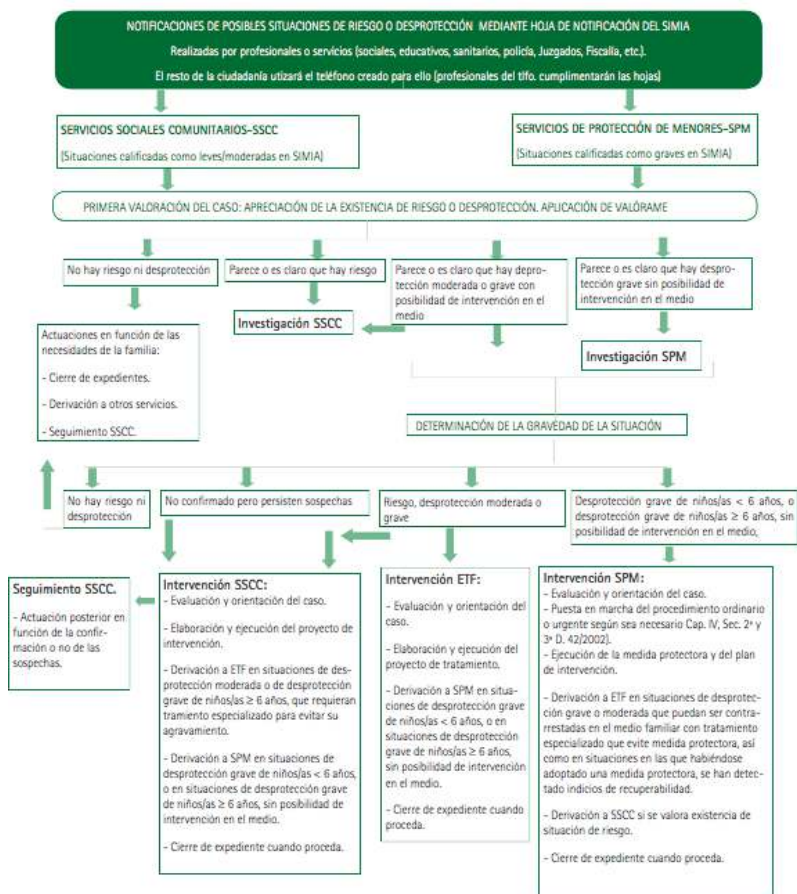 NOTIFICACIONES DE POSIBLES SITUACIONES DE RIESGO O DESPROTECCIÓN MEDIANTE HOJA DE NOTIFICACIÓN DEL SIMIA
Realizadas por profesionales o servicios (sociales, educativos, sanitarios, policía, Juzgados, Fiscalía, etc.).
El resto de la ciudadanía utizará el teléfono creado para ello (profesionales del tlfo. cumplimentarán las hojas)
SERVICIOS SOCIALES COMUNITARIOS-SSCC
(Situaciones calificadas como leves/moderadas en SIMIA)
SERVICIOS DE PROTECCIÓN DE MENORES-SPM
(Situaciones calificadas como graves en SIMIA)
PRIMERA VALORACIÓN DEL CASO: APRECIACIÓN DE LA EXISTENCIA DE RIESGO O DESPROTECCIÓN. APLICACIÓN DE VALÓRAME
No hay riesgo ni desprotección
Parece o es claro que hay riesgo
Parece o es claro que hay depro-
tección moderada o grave con
posibilidad de intervención en el
medio
Parece o es claro que hay despro-
tección grave sin posibilidad de
intervención en el medio
Investigación SSCC
Investigación SPM
Actuaciones en función de las
necesidades de la familia:
- Cierre de expedientes.
- Derivación a otros servicios.
- Seguimiento SSCC.
DETERMINACIÓN DE LA GRAVEDAD DE LA SITUACIÓN
No hay riesgo ni
desprotección
No confirmado pero persisten sospechas
Riesgo, desprotección moderada o
grave
Desprotección grave de niños/as < 6 años, o
desprotección grave de niños/as ≥ 6 años, sin
posibilidad de intervención en el medio,
Seguimiento SSCC.
- Actuación posterior en
función de la confir-
mación o no de las
sospechas.
Intervención SSCC:
- Evaluación y orientación del caso.
- Elaboración y ejecución del proyecto de
intervención.
- Derivación a ETF en situaciones de des-
protección moderada o de desprotección
grave de niños/as ≥ 6 años, que requieran
tramiento especializado para evitar su
agravamiento.
- Derivación a SPM en situaciones de
desprotección grave de niños/as < 6 años,
o en situaciones de desprotección grave
de niños/as ≥ 6 años, sin posibilidad de
intervención en el medio.
- Cierre de expediente cuando proceda.
Intervención ETF:
- Evaluación y orientación del
caso.
- Elaboración y ejecución del
proyecto de tratamiento.
- Derivación a SPM en situa-
ciones de desprotección grave
de niños/as < 6 años, o en
situaciones de desprotección
grave de niños/as ≥ 6 años,
sin posibilidad de intervención
en el medio.
- Cierre de expediente cuando
proceda.
Intervención SPM:
- Evaluación y orientación del caso.
- Puesta en marcha del procedimiento ordinario
o urgente según sea necesario Cap. IV, Sec. 2ª y
3ª D. 42/2002).
- Ejecución de la medida protectora y del plan
de intervención.
- Derivación a ETF en situaciones de desprotec-
ción grave o moderada que puedan ser contra-
rrestadas en el medio familiar con tratamiento
especializado que evite medida protectora, así
como en situaciones en las que habiéndose
adoptado una medida protectora, se han detec-
tado indicios de recuperabilidad.
- Derivación a SSCC si se valora existencia de
situación de riesgo.
- Cierre de expediente cuando proceda.